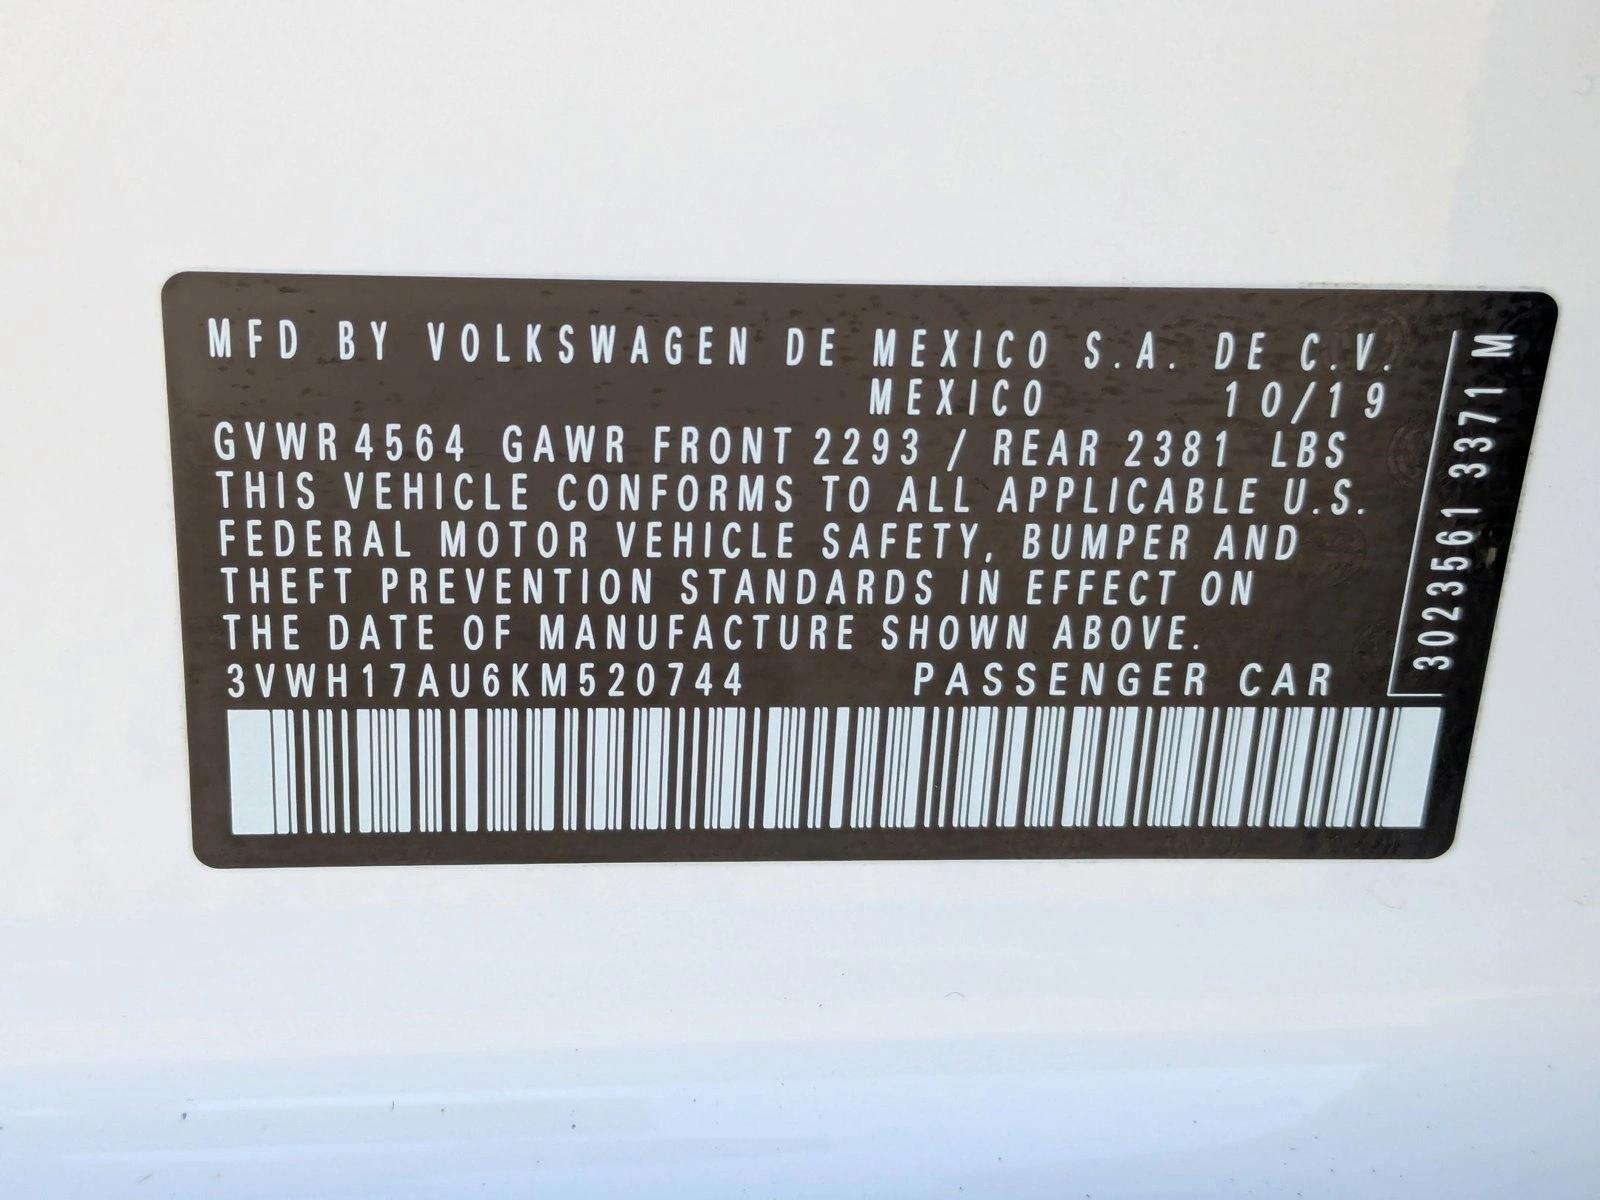 MFD BY VOLKSWAGEN DE MEXICO S.A. DE C.V.
MEXICO 10/19
GVWR 4564 GAWR FRONT 2293 / REAR 2381 LBS
THIS VEHICLE CONFORMS TO ALL APPLICABLE U.S.
FEDERAL MOTOR VEHICLE SAFETY, BUMPER AND
THEFT PREVENTION STANDARDS IN EFFECT ON
THE DATE OF MANUFACTURE SHOWN ABOVE.
3VWH17AU6KM520744 PASSENGER CAR
3023561 3371 M